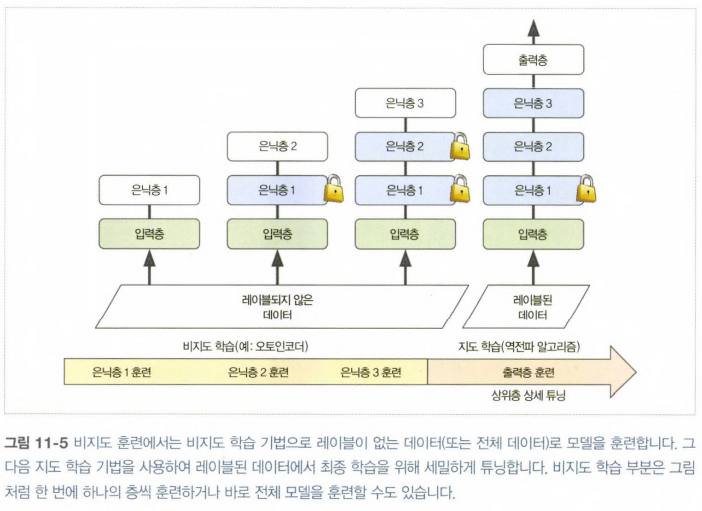 출력층
은닉층 3
은닉층 3
은닉층 2
은닉층 2
은닉층 2
은닉층 1
은닉층 1
은닉층 1
은닉층 1
입력층
입력층
입력층
입력층
레이블되지 않은
데이터
레이블된
데이터
비지도 학습(예: 오토인코더)
지도 학습(역전파 알고리즘)
은닉층 1 훈련
은닉층 2 훈련
은닉층 3 훈련
출력층 훈련
상위층 상세 튜닝
그림 11-5 비지도 훈련에서는 비지도 학습 기법으로 레이블이 없는 데이터(또는 전체 데이터)로 모델을 훈련합니다. 그
다음 지도 학습 기법을 사용하여 레이블된 데이터에서 최종 학습을 위해 세밀하게 튜닝합니다. 비지도 학습 부분은 그림
처럼 한 번에 하나의 층씩 훈련하거나 바로 전체 모델을 훈련할 수도 있습니다.